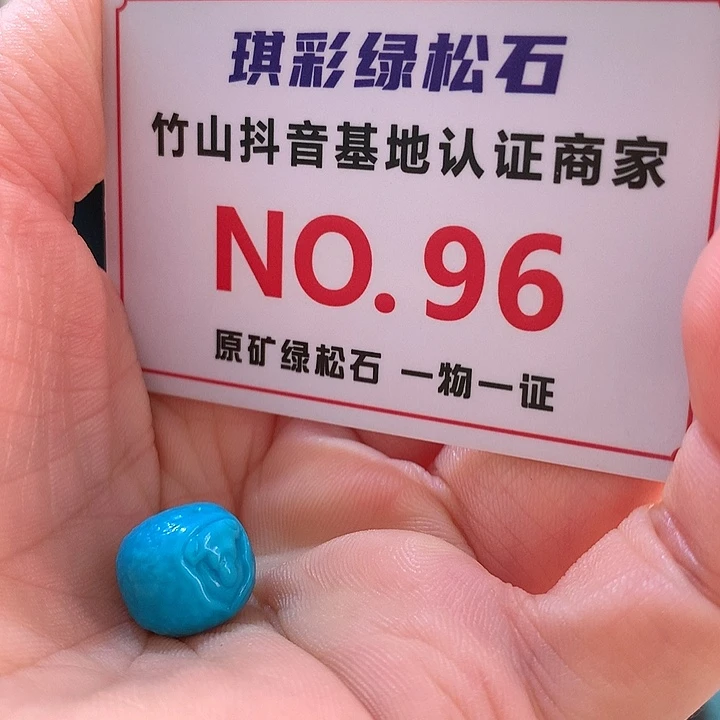 琪彩绿松石
竹山抖音基地认证商家
NO.96
原矿绿松石 一物一证